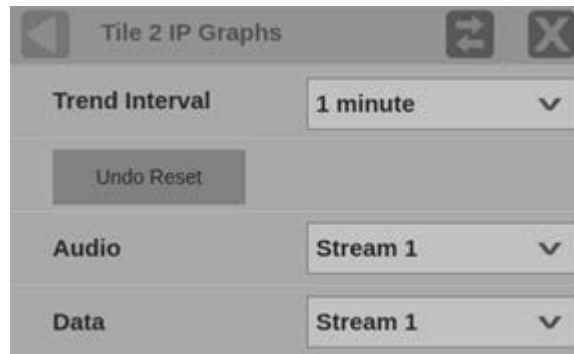 Tile 2 IP Graphs
Trend Interval 1 minute
Undo Reset
Audio Stream 1
Data Stream 1